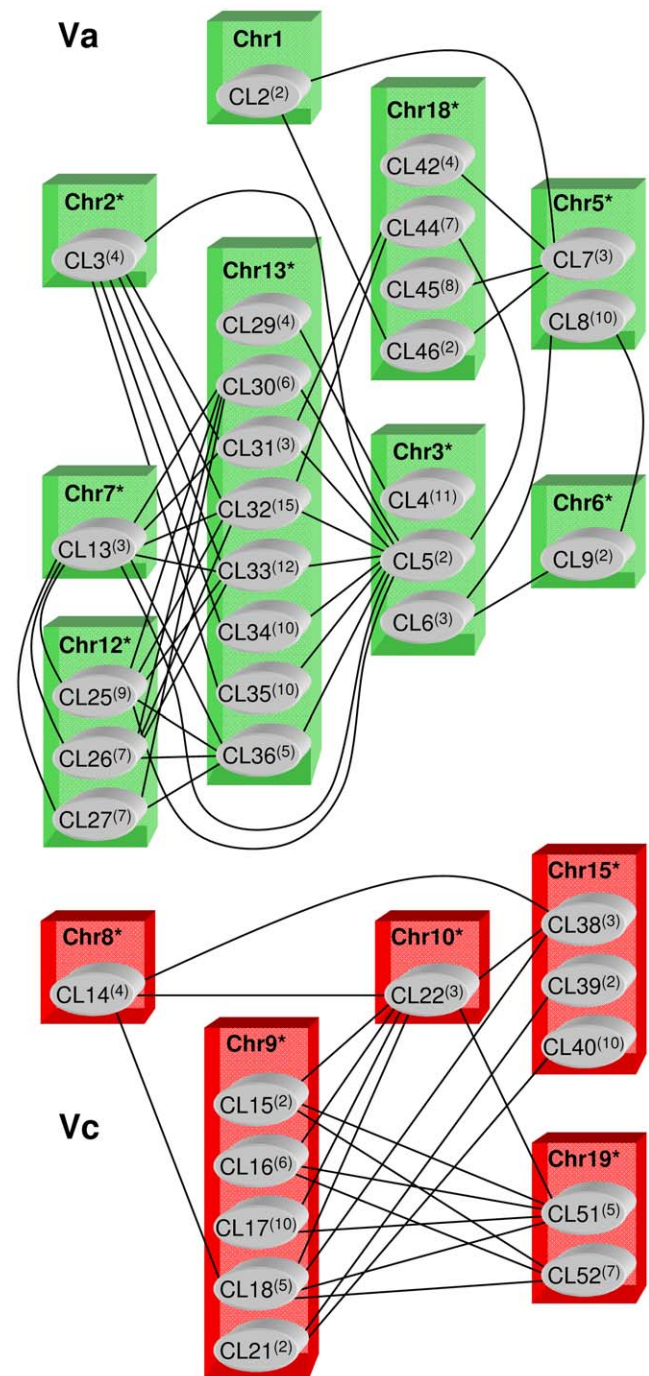 Va
Chr1
CL2(2)
Chr18*
CL42(4)
CL44(7)
CL45(8)
CL46(2)
Chr2*
CL3(4)
Chr5*
CL7(3)
CL8(10)
Chr13*
CL29(4)
CL30(6)
CL31(3)
CL32(15)
CL33(12)
CL34(10)
CL35(10)
CL36(5)
Chr3*
CL4(11)
CL5(2)
CL6(3)
Chr7*
CL13(3)
Chr6*
CL9(2)
Chr12*
CL25(9)
CL26(7)
CL27(7)
Chr15*
CL38(3)
CL39(2)
CL40(10)
Chr8*
CL14(4)
Chr10*
CL22(3)
Vc
Chr9*
CL15(2)
CL16(6)
CL17(10)
CL18(5)
CL21(2)
Chr19*
CL51(5)
CL52(7)